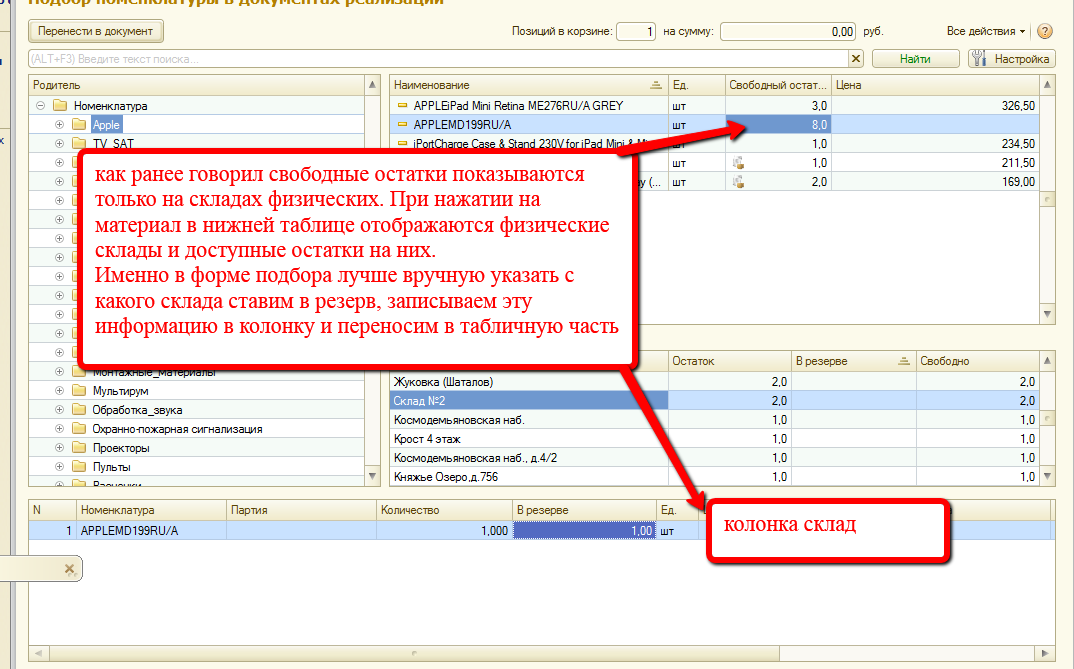 Подбор номенклатуры в документах реализации
Перенести в документ
Позиций в корзине: 1 на сумму: 0,00 руб.
Все действия
(ALT+F3) Введите текст поиска...
Найти
Настройка
Родитель
Номенклатура
Apple
TV_SAT
Наименование Ед. Свободный остат... Цена
APPLEiPad Mini Retina ME276RU/A GREY шт 3,0 326,50
APPLEMD199RU/A шт 8,0
iPortCharge Case & Stand 230V for iPad Mini & M шт 1,0 234,50
шт 1,0 211,50
(... шт 2,0 169,00
как ранее говорил свободные остатки показываются
только на складах физических. При нажатии на
материал в нижней таблице отображаются физические
склады и доступные остатки на них.
Именно в форме подбора лучше вручную указать с
какого склада ставим в резерв, записываем эту
информацию в колонку и переносим в табличную часть
Монтажные_материалы
Мультирум
Обработка_звука
Охранно-пожарная сигнализация
Проекторы
Пульты
Остаток В резерве Свободно
Жуковка (Шаталов) 2,0 2,0
Склад №2 2,0 2,0
Космодемьяновская наб. 1,0 1,0
Крост 4 этаж 1,0 1,0
Космодемьяновская наб., д.4/2 1,0 1,0
Княжье Озеро,д.756 1,0 1,0
N Номенклатура Партия Количество В резерве Ед.
1 APPLEMD199RU/A 1,000 1,00 шт
колонка склад